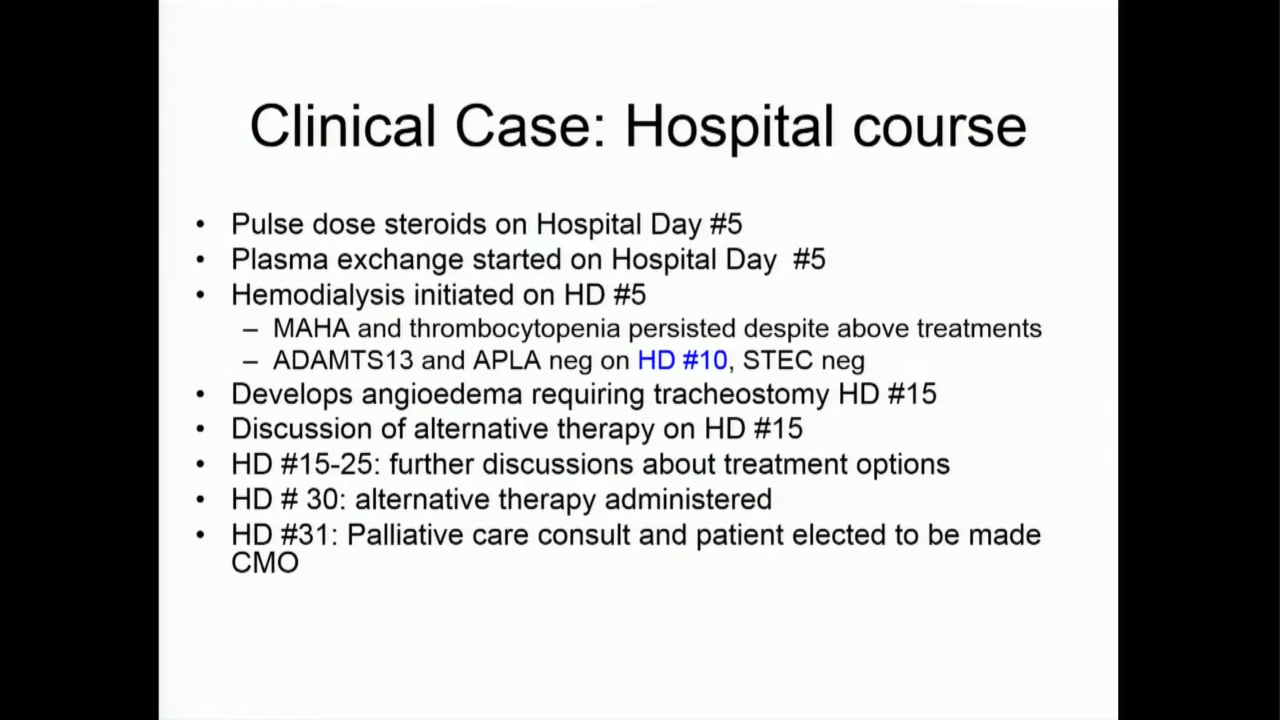 Clinical Case: Hospital course
• Pulse dose steroids on Hospital Day #5
• Plasma exchange started on Hospital Day  #5
• Hemodialysis initiated on HD #5
– MAHA and thrombocytopenia persisted despite above treatments
– ADAMTS13 and APLA neg on HD #10, STEC neg
• Develops angioedema requiring tracheostomy HD #15
• Discussion of alternative therapy on HD #15
• HD #15-25: further discussions about treatment options
• HD # 30: alternative therapy administered
• HD #31: Palliative care consult and patient elected to be made
CMO